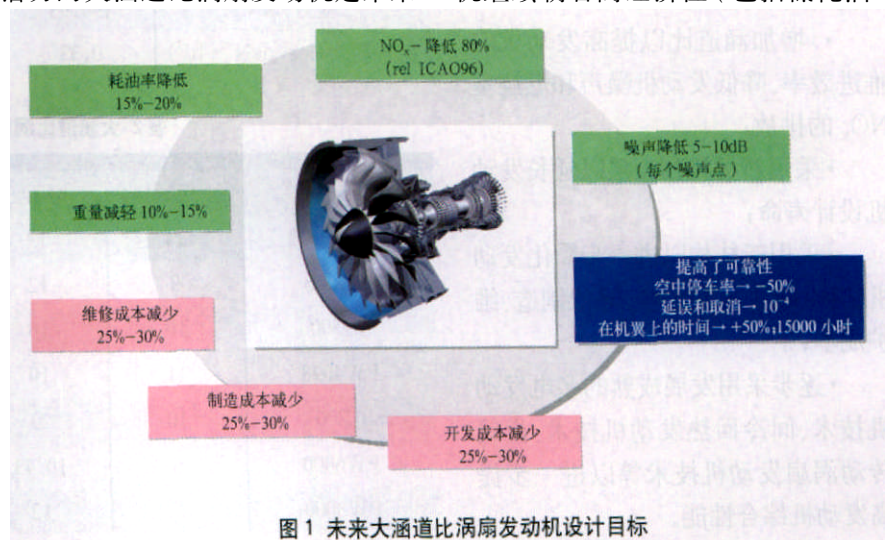 NOx－降低 80%
(rel ICAO96)
耗油率降低
15%-20%
噪声降低 5-10dB
(每个噪声点)
重量减轻 10%-15%
提高了可靠性
空中停车率→ -50%
延误和取消→ 10⁻⁴
在机翼上的时间→ +50%;15000 小时
维修成本减少
25%-30%
制造成本减少
25%-30%
开发成本减少
25%-30%
图 1 未来大涵道比涡扇发动机设计目标